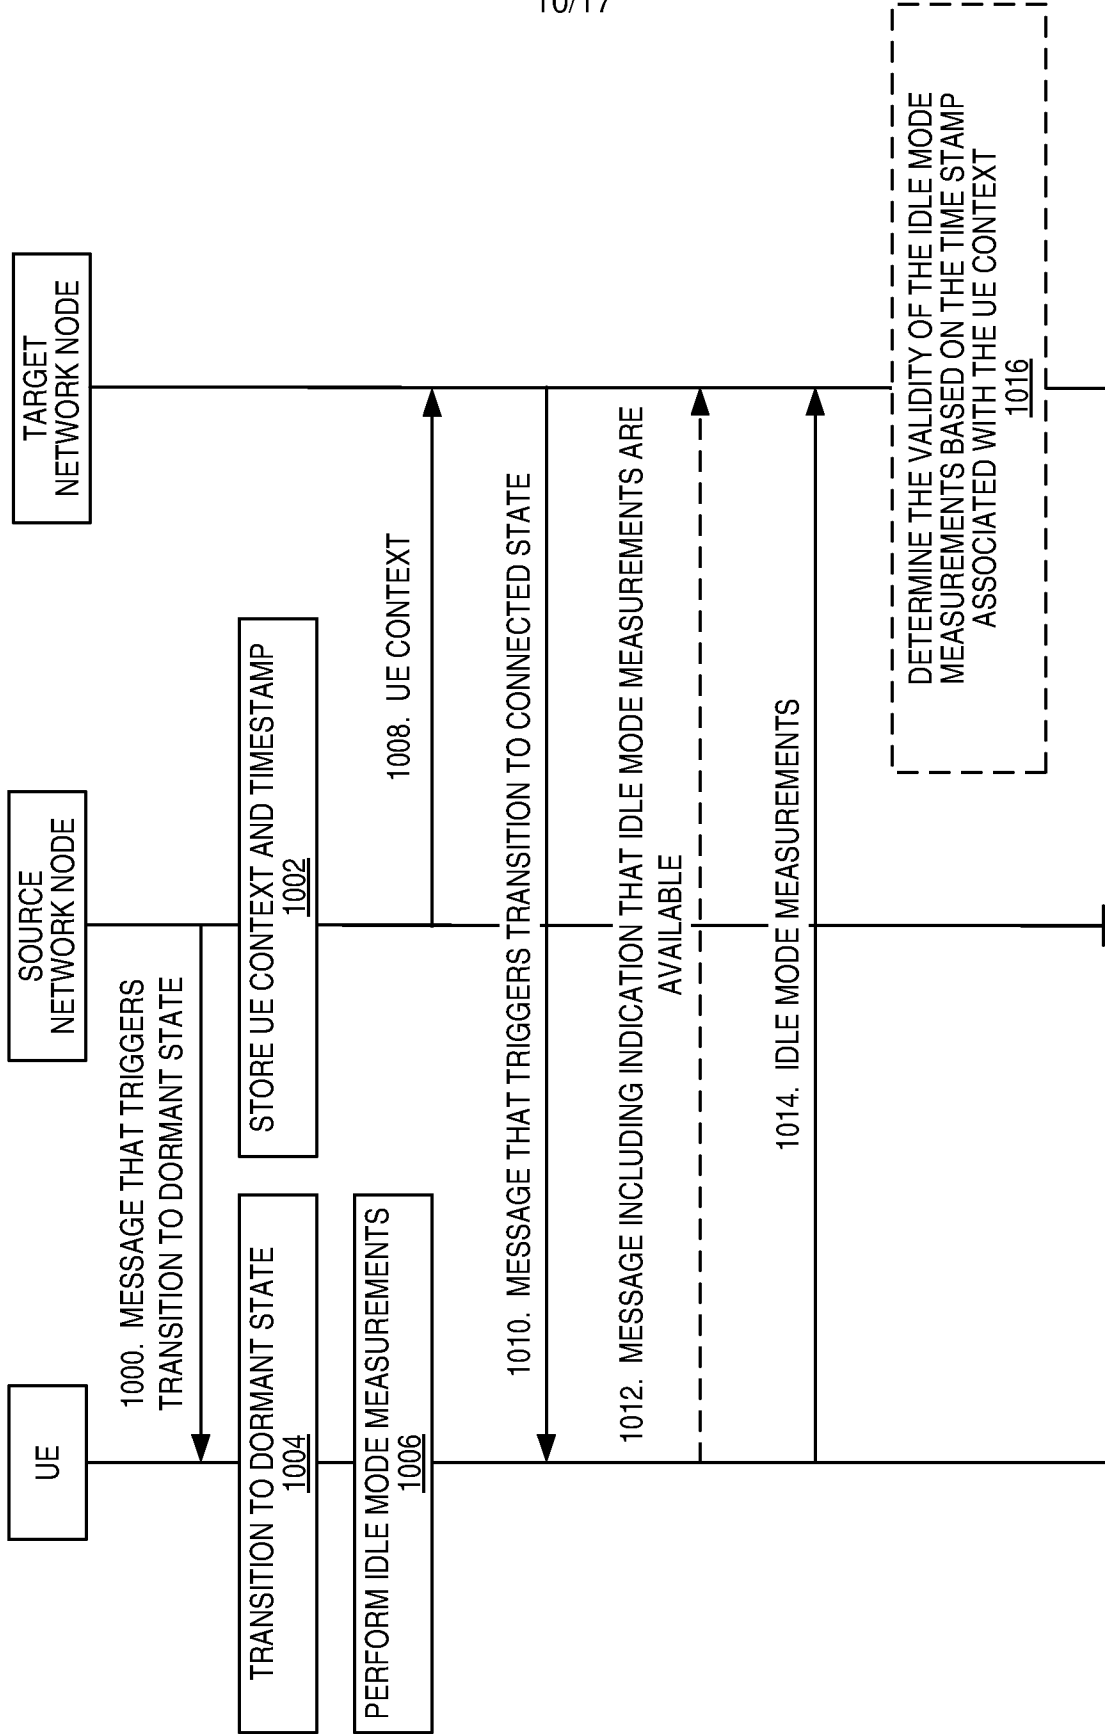 10/17
UE
SOURCE
NETWORK NODE
TARGET
NETWORK NODE
1000. MESSAGE THAT TRIGGERS
TRANSITION TO DORMANT STATE
STORE UE CONTEXT AND TIMESTAMP
1002
TRANSITION TO DORMANT STATE
1004
PERFORM IDLE MODE MEASUREMENTS
1006
1008. UE CONTEXT
1010. MESSAGE THAT TRIGGERS TRANSITION TO CONNECTED STATE
1012. MESSAGE INCLUDING INDICATION THAT IDLE MODE MEASUREMENTS ARE
AVAILABLE
1014. IDLE MODE MEASUREMENTS
DETERMINE THE VALIDITY OF THE IDLE MODE
MEASUREMENTS BASED ON THE TIME STAMP
ASSOCIATED WITH THE UE CONTEXT
1016